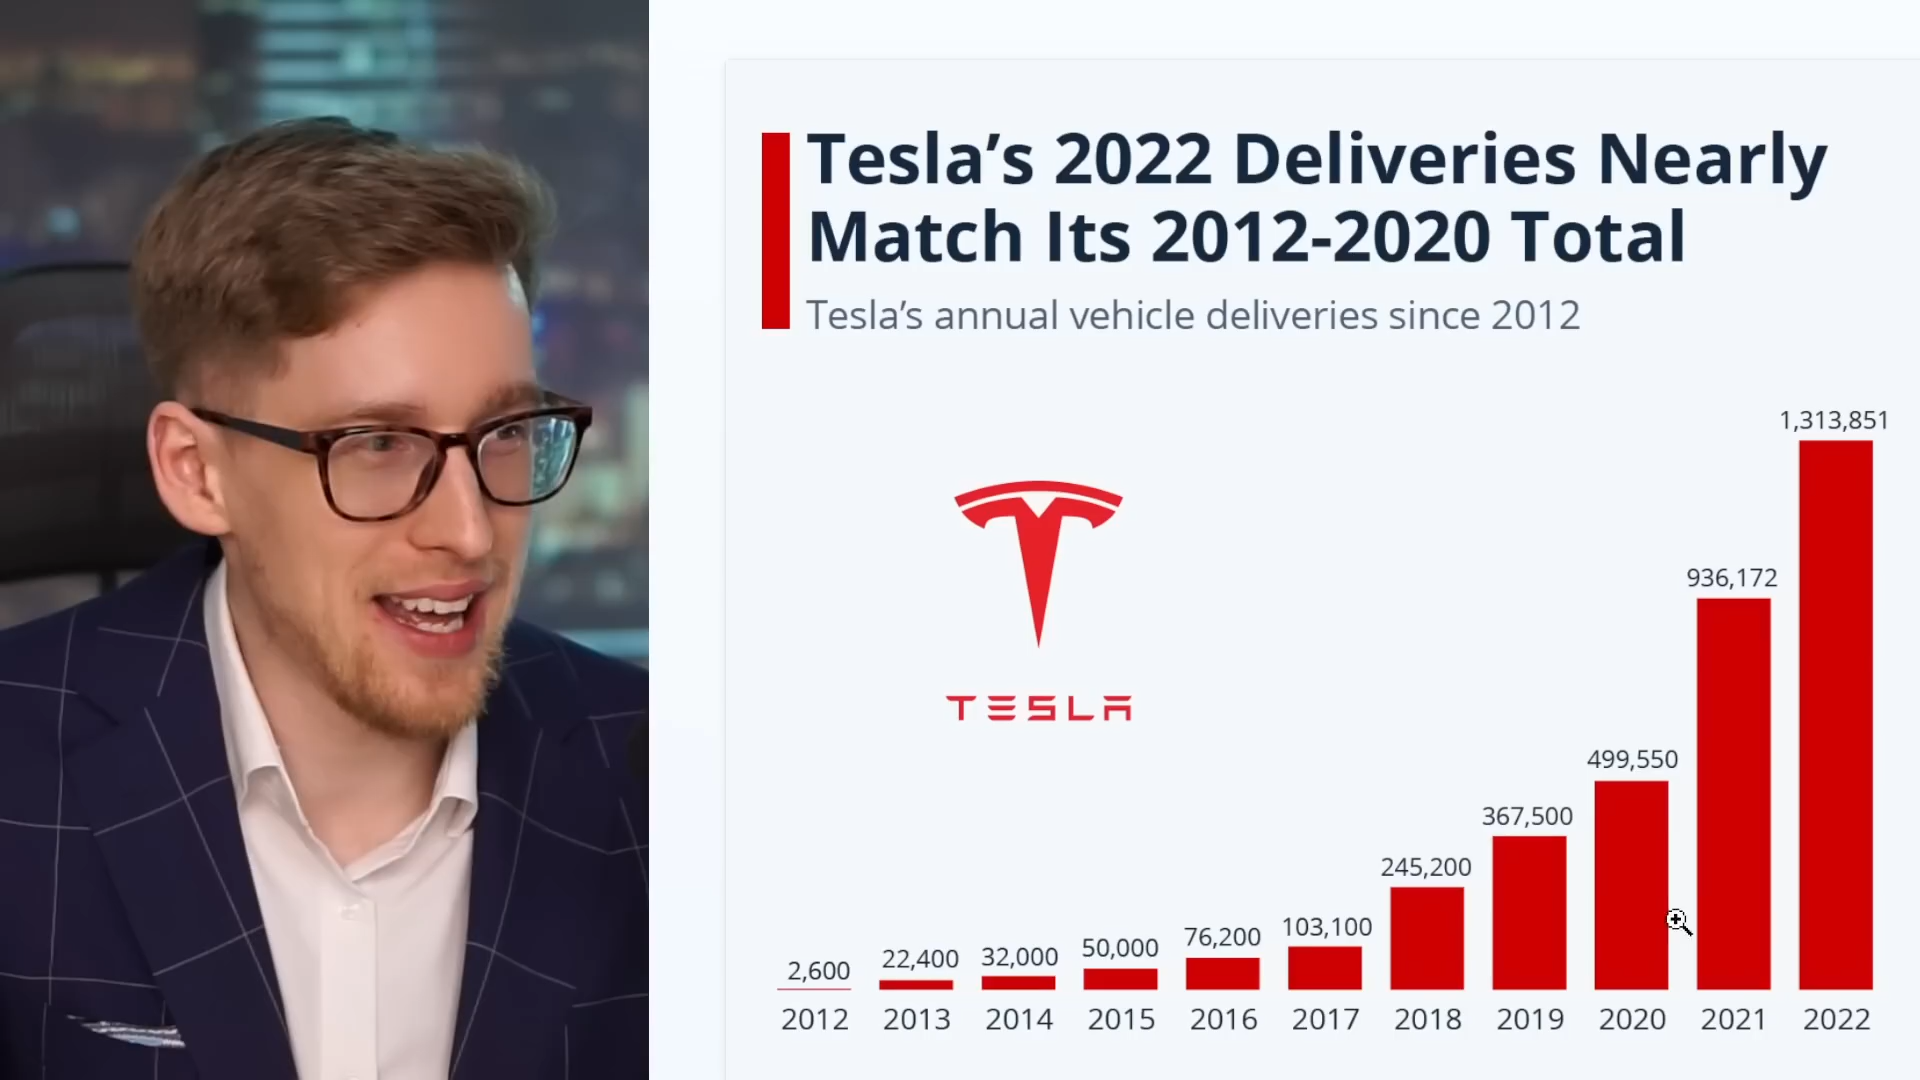 Tesla’s 2022 Deliveries Nearly
Match Its 2012-2020 Total
Tesla’s annual vehicle deliveries since 2012
TESLA
2,600
22,400
32,000
50,000
76,200
103,100
245,200
367,500
499,550
936,172
1,313,851
2012 2013 2014 2015 2016 2017 2018 2019 2020 2021 2022